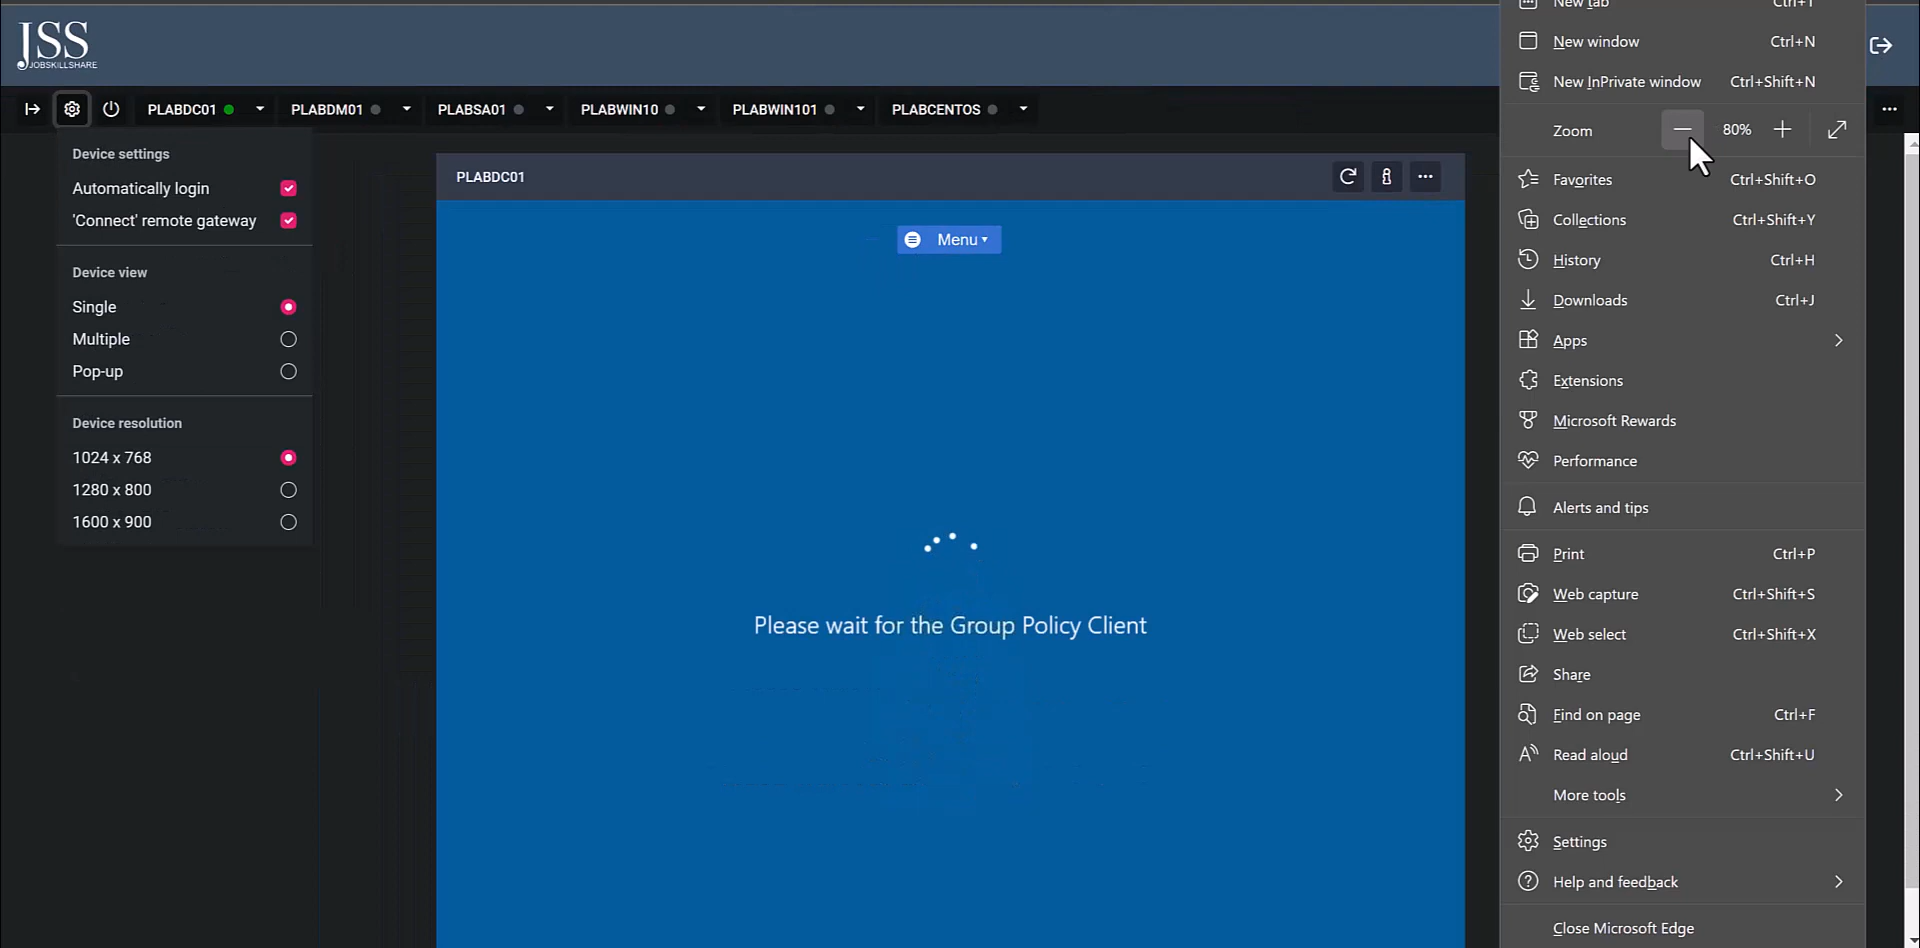 JSS
JOBSKILLSHARE
PLABDC01
PLABDM01
PLABSA01
PLABWIN10
PLABWIN101
PLABCENTOS
Device settings
Automatically login
'Connect' remote gateway
Device view
Single
Multiple
Pop-up
Device resolution
1024 x 768
1280 x 800
1600 x 900
PLABDC01
Menu
Please wait for the Group Policy Client
New tab Ctrl+T
New window Ctrl+N
New InPrivate window Ctrl+Shift+N
Zoom 80%
Favorites Ctrl+Shift+O
Collections Ctrl+Shift+Y
History Ctrl+H
Downloads Ctrl+J
Apps
Extensions
Microsoft Rewards
Performance
Alerts and tips
Print Ctrl+P
Web capture Ctrl+Shift+S
Web select Ctrl+Shift+X
Share
Find on page Ctrl+F
Read aloud Ctrl+Shift+U
More tools
Settings
Help and feedback
Close Microsoft Edge